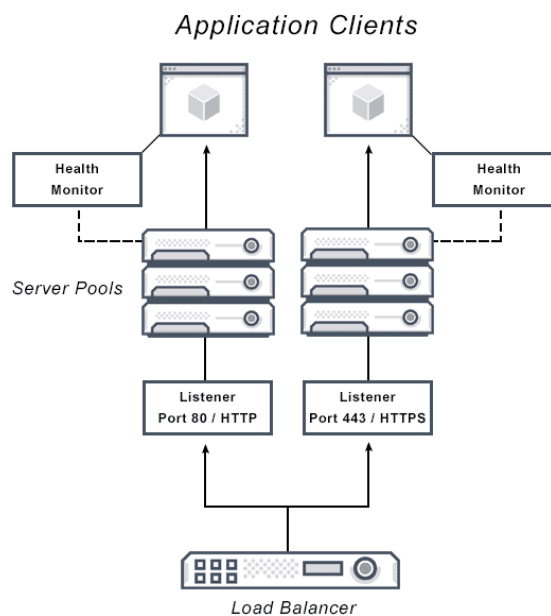 Application Clients
Health
Monitor
Health
Monitor
Server Pools
Listener
Port 80 / HTTP
Listener
Port 443 / HTTPS
Load Balancer